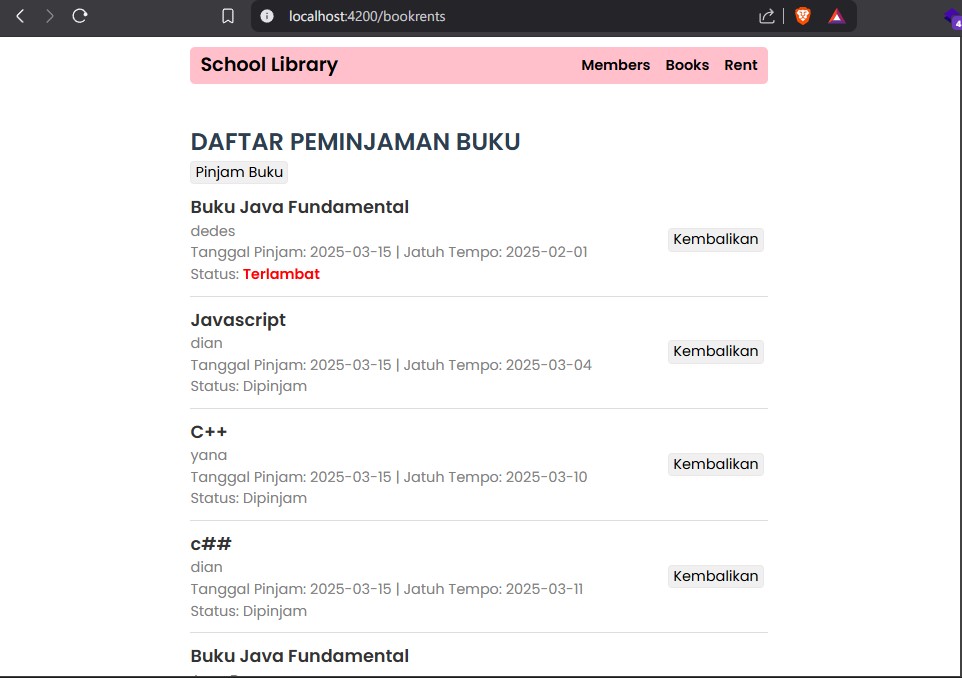 localhost:4200/bookrents
4
School Library
Members Books Rent
DAFTAR PEMINJAMAN BUKU
Pinjam Buku
Buku Java Fundamental
dedes
Tanggal Pinjam: 2025-03-15 | Jatuh Tempo: 2025-02-01
Status: Terlambat
Kembalikan
Javascript
dian
Tanggal Pinjam: 2025-03-15 | Jatuh Tempo: 2025-03-04
Status: Dipinjam
Kembalikan
C++
yana
Tanggal Pinjam: 2025-03-15 | Jatuh Tempo: 2025-03-10
Status: Dipinjam
Kembalikan
c##
dian
Tanggal Pinjam: 2025-03-15 | Jatuh Tempo: 2025-03-11
Status: Dipinjam
Kembalikan
Buku Java Fundamental